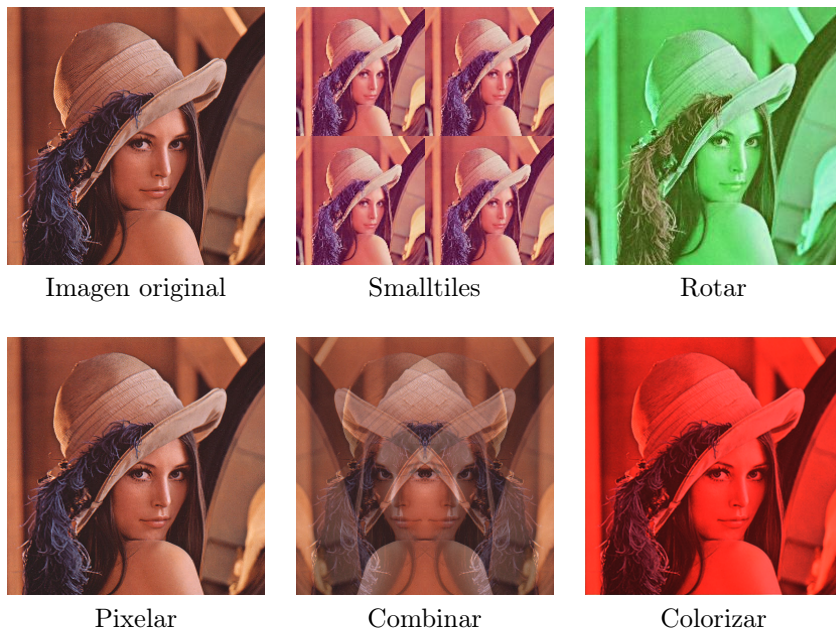 Imagen original
Smalltiles
Rotar
Pixelar
Combinar
Colorizar